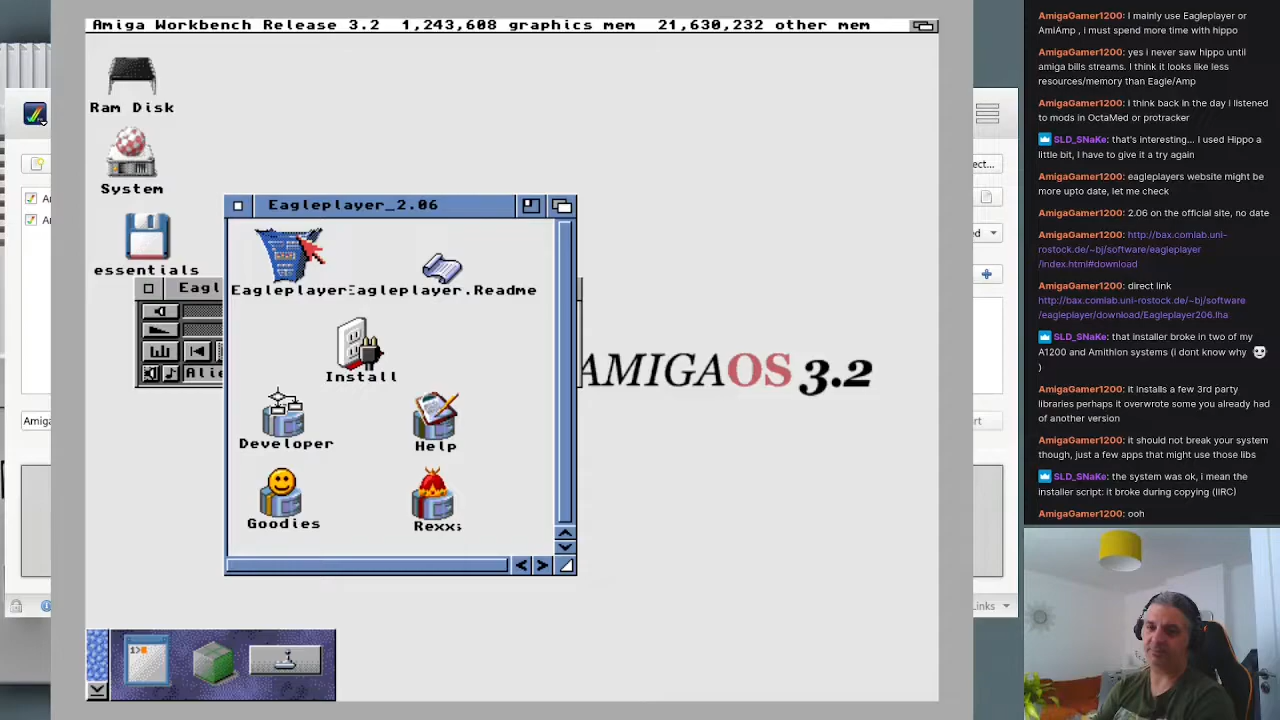 Amiga Workbench Release 3.2  1,243,608 graphics mem  21,630,232 other mem
Ram Disk
System
essentials
Eagleplayer_2.06
Eagleplayer
Eagleplayer.Readme
Install
Developer
Help
Goodies
Rexx
Eagl
Alie
AMIGAOS 3.2
1>
Amiga
ect...
d
rt
Links
AmigaGamer1200: I mainly use Eagleplayer or
AmiAmp , i must spend more time with hippo
AmigaGamer1200: yes i never saw hippo until
amiga bills streams. I think it looks like less
resources/memory than Eagle/Amp
AmigaGamer1200: I think back in the day i listened
to mods in OctaMed or protracker
SLD_SNaKe: that's interesting... I used Hippo a
little bit, I have to give it a try again
AmigaGamer1200: eagleplayers website might be
more upto date, let me check
AmigaGamer1200: 2.06 on the official site, no date
AmigaGamer1200: http://bax.comlab.uni-
rostock.de/~bj/software/eagleplayer
/index.html#download
AmigaGamer1200: direct link
http://bax.comlab.uni-rostock.de/~bj/software
/eagleplayer/download/Eagleplayer206.lha
SLD_SNaKe: that installer broke in two of my
A1200 and Amithlon systems (i dont know why
)
AmigaGamer1200: it installs a few 3rd party
libraries perhaps it overwrote some you already had
of another version
AmigaGamer1200: it should not break your system
though, just a few apps that might use those libs
SLD_SNaKe: the system was ok, i mean the
installer script: it broke during copying (IIRC)
AmigaGamer1200: ooh